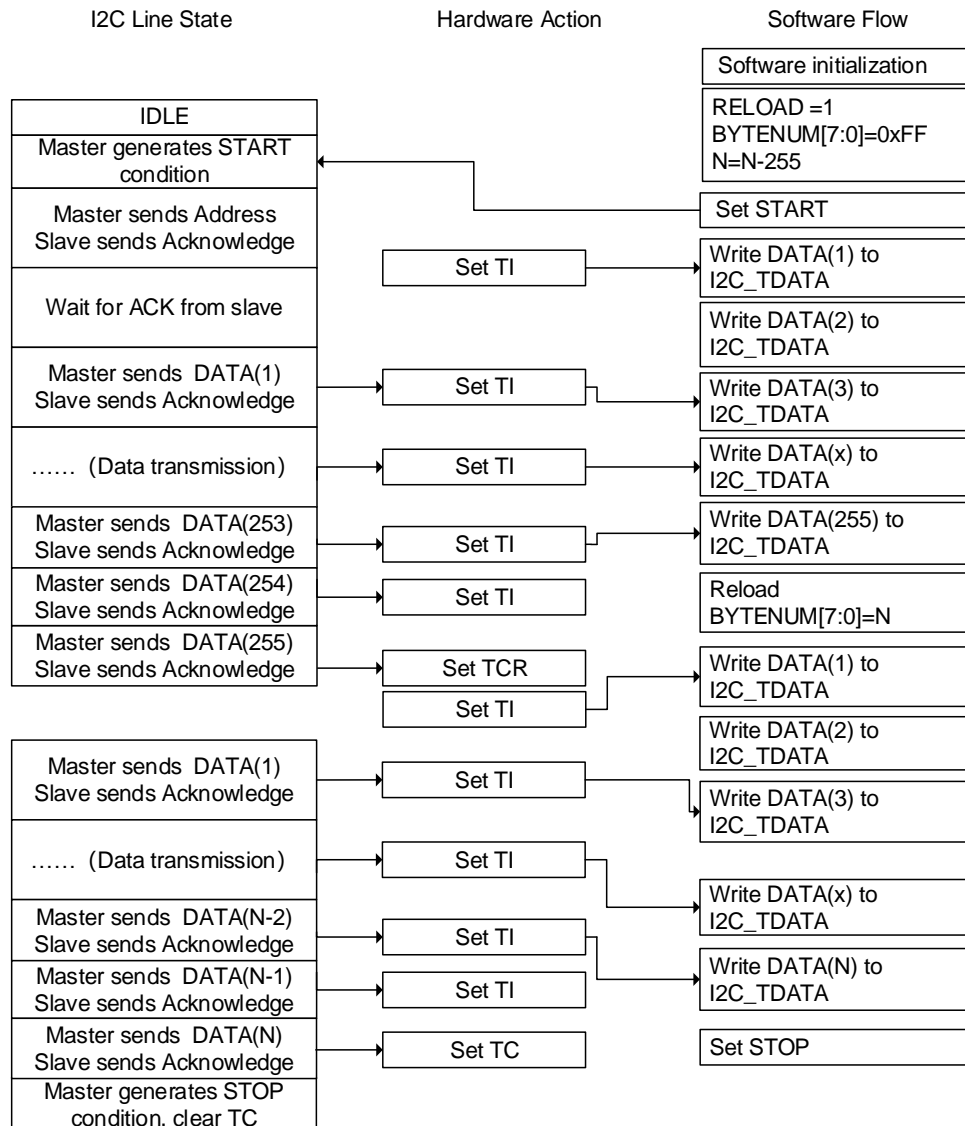 I2C Line State
Hardware Action
Software Flow
Software initialization
IDLE
RELOAD =1
BYTENUM[7:0]=0xFF
N=N-255
Master generates START
condition
Set START
Master sends Address
Slave sends Acknowledge
Set TI
Write DATA(1) to
I2C_TDATA
Wait for ACK from slave
Write DATA(2) to
I2C_TDATA
Master sends DATA(1)
Slave sends Acknowledge
Set TI
Write DATA(3) to
I2C_TDATA
…… (Data transmission)
Set TI
Write DATA(x) to
I2C_TDATA
Master sends DATA(253)
Slave sends Acknowledge
Set TI
Write DATA(255) to
I2C_TDATA
Master sends DATA(254)
Slave sends Acknowledge
Set TI
Reload
BYTENUM[7:0]=N
Master sends DATA(255)
Slave sends Acknowledge
Set TCR
Set TI
Write DATA(1) to
I2C_TDATA
Write DATA(2) to
I2C_TDATA
Master sends DATA(1)
Slave sends Acknowledge
Set TI
Write DATA(3) to
I2C_TDATA
…… (Data transmission)
Set TI
Write DATA(x) to
I2C_TDATA
Master sends DATA(N-2)
Slave sends Acknowledge
Set TI
Write DATA(N) to
I2C_TDATA
Master sends DATA(N-1)
Slave sends Acknowledge
Set TI
Master sends DATA(N)
Slave sends Acknowledge
Set TC
Set STOP
Master generates STOP
condition, clear TC